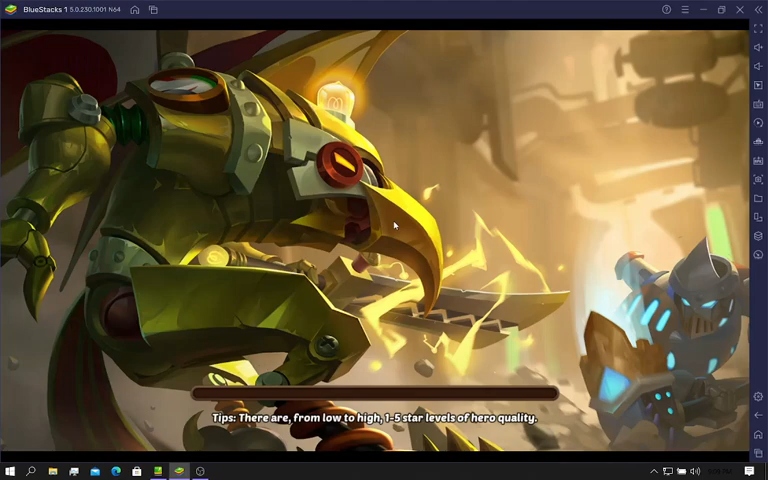 BlueStacks 1 5.0.230.1001 N64
Tips: There are, from low to high, 1-5 star levels of hero quality.